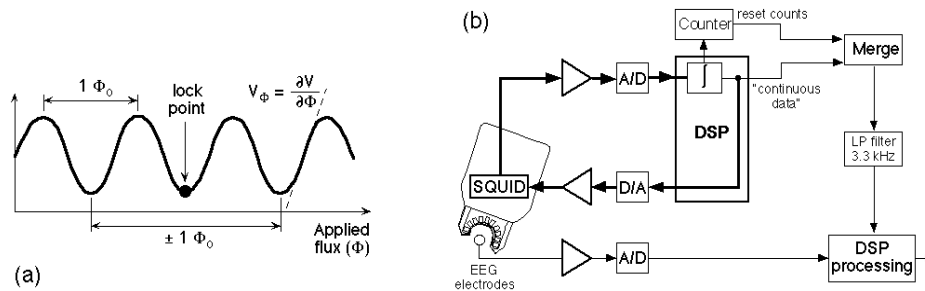 (a)
1 Φ₀
lock
point
V_Φ = ∂V/∂Φ
± 1 Φ₀
Applied
flux (Φ)
(b)
Counter
reset counts
Merge
A/D
∫
"continuous
data"
DSP
LP filter
3.3 kHz
SQUID
D/A
EEG
electrodes
A/D
DSP
processing